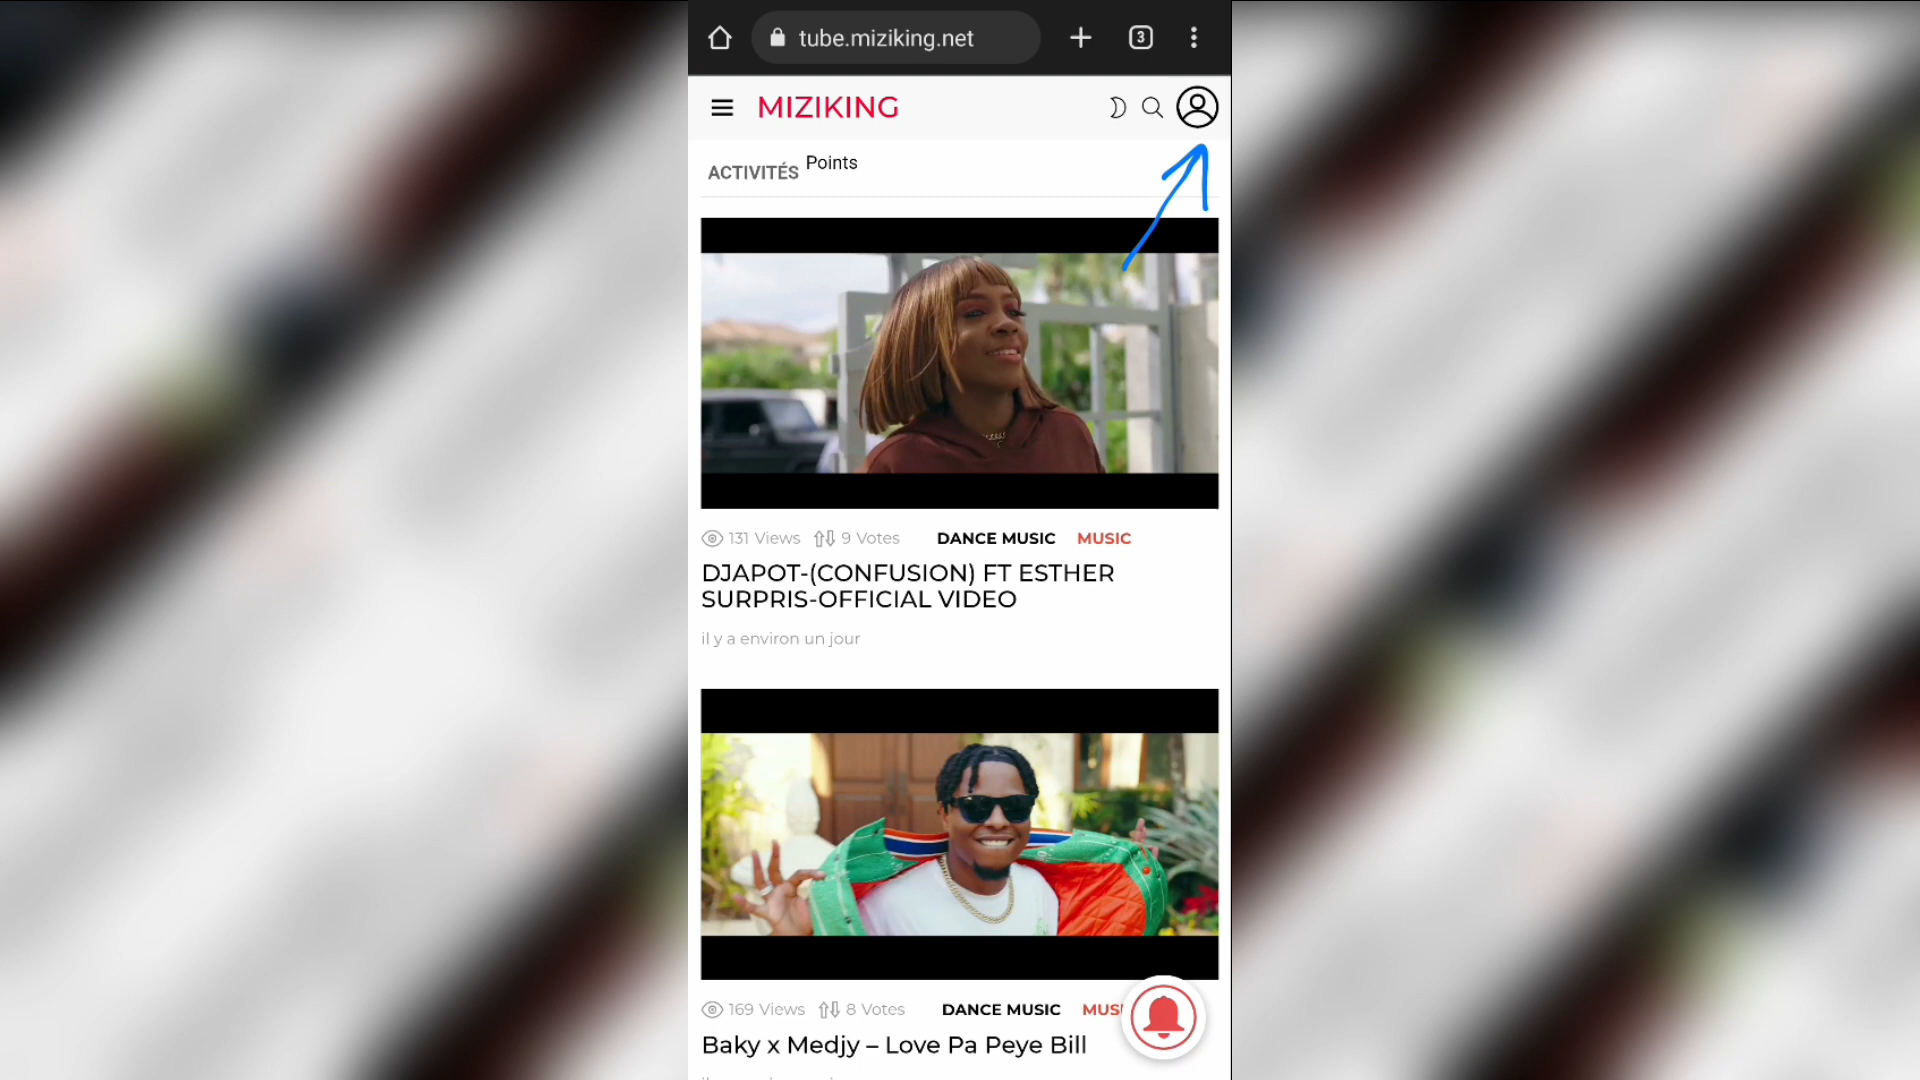 tube.miziking.net
3
MIZIKING
ACTIVITÉS Points
131 Views 9 Votes DANCE MUSIC MUSIC
DJAPOT-(CONFUSION) FT ESTHER
SURPRIS-OFFICIAL VIDEO
il y a environ un jour
169 Views 8 Votes DANCE MUSIC
Baky x Medjy – Love Pa Peye Bill